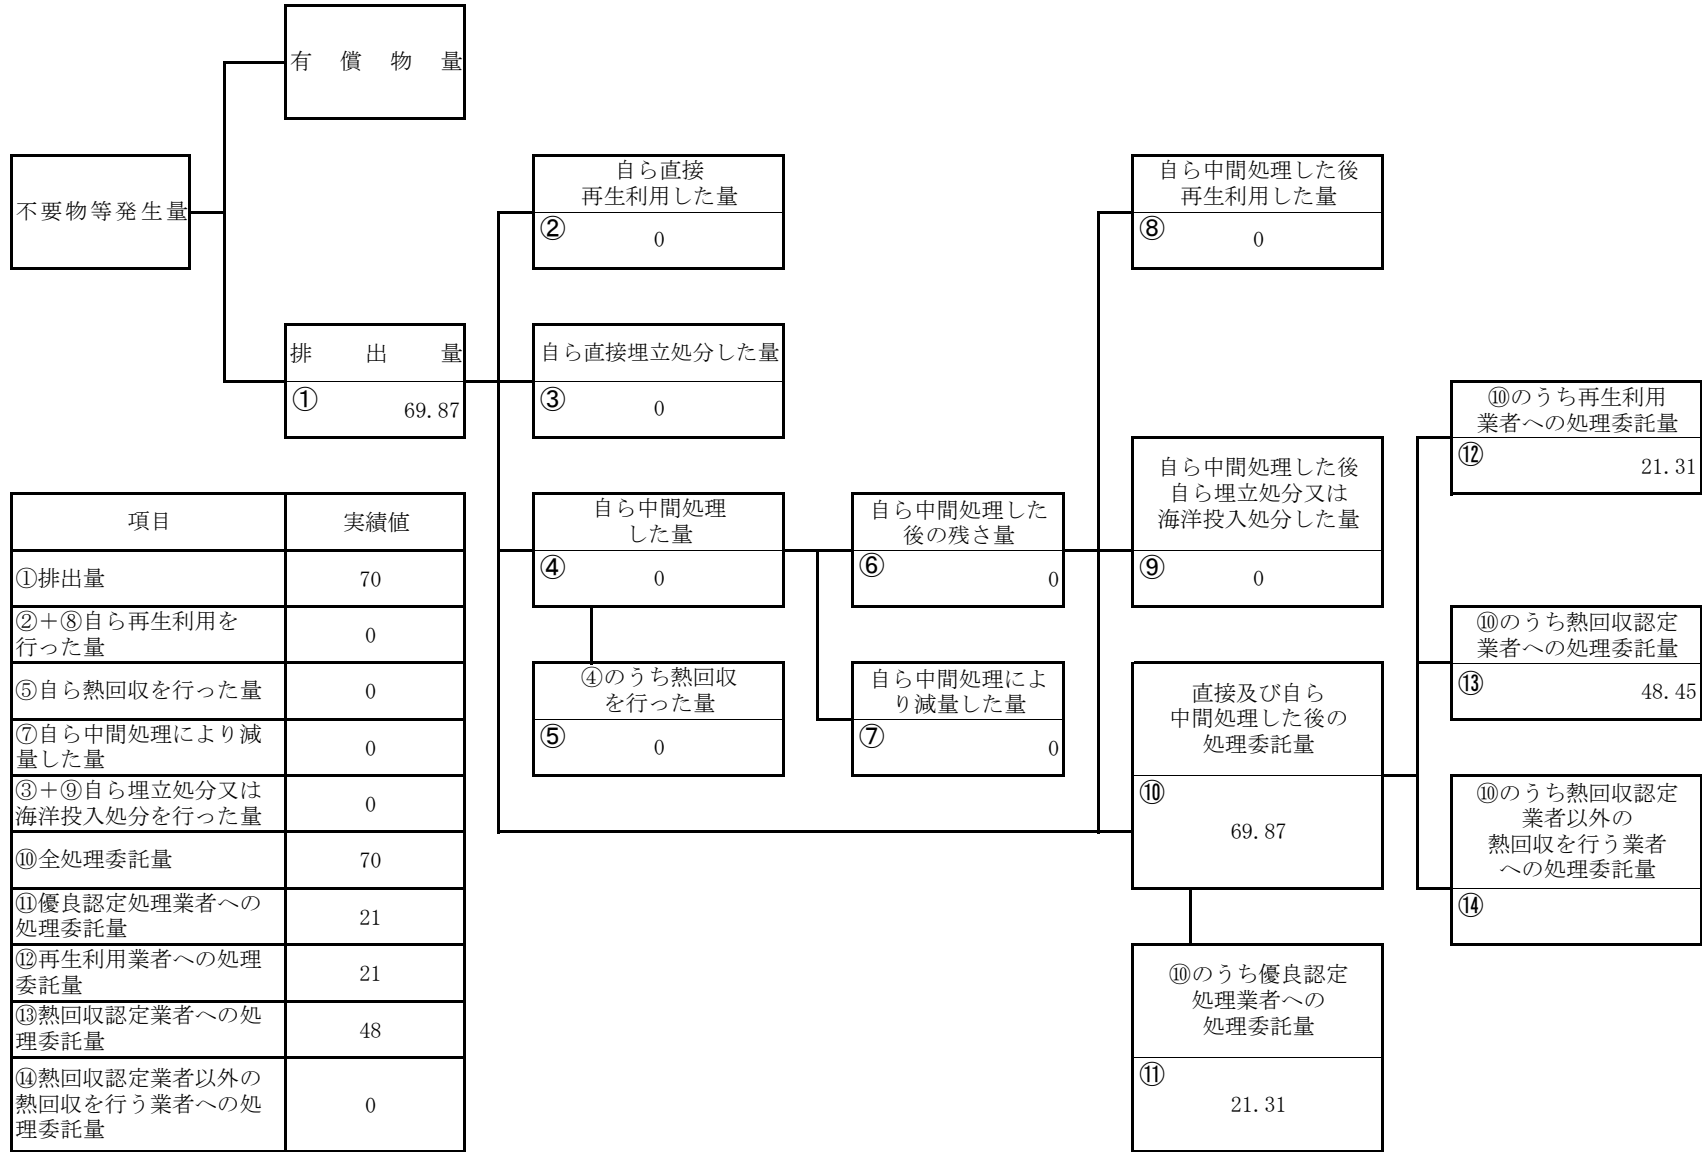 有償物量
不要物等発生量
自ら直接
再生利用した量
②
0
自ら中間処理した後
再生利用した量
⑧
0
排出量
①
69.87
自ら直接埋立処分した量
③
0
⑩のうち再生利用
業者への処理委託量
⑫
21.31
自ら中間処理した後
自ら埋立処分又は
海洋投入処分した量
⑨
0
自ら中間処理
した量
④
0
自ら中間処理した
後の残さ量
⑥
0
⑩のうち熱回収認定
業者への処理委託量
⑬
48.45
④のうち熱回収
を行った量
⑤
0
自ら中間処理によ
り減量した量
⑦
0
直接及び自ら
中間処理した後の
処理委託量
⑩
69.87
⑩のうち熱回収認定
業者以外の
熱回収を行う業者
への処理委託量
⑭
⑩のうち優良認定
処理業者への
処理委託量
⑪
21.31
項目 実績値
①排出量 70
②＋⑧自ら再生利用を
行った量 0
⑤自ら熱回収を行った量 0
⑦自ら中間処理により減
量した量 0
③＋⑨自ら埋立処分又は
海洋投入処分を行った量 0
⑩全処理委託量 70
⑪優良認定処理業者への
処理委託量 21
⑫再生利用業者への処理
委託量 21
⑬熱回収認定業者への処
理委託量 48
⑭熱回収認定業者以外の
熱回収を行う業者への処
理委託量 0